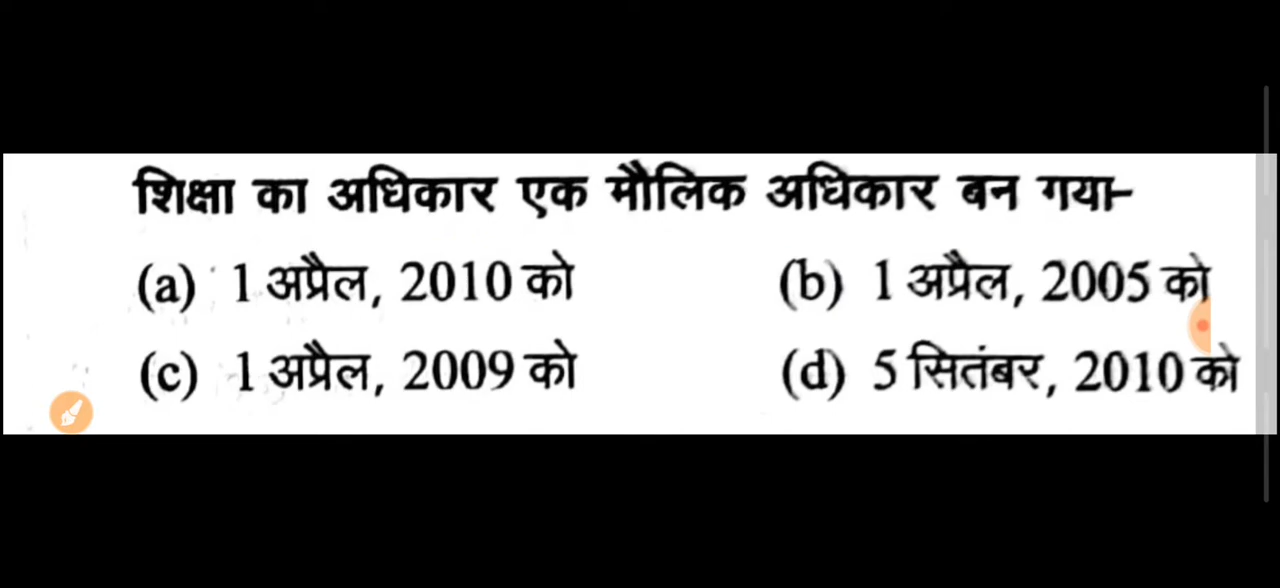 शिक्षा का अधिकार एक मौलिक अधिकार बन गया–
(a) 1 अप्रैल, 2010 को (b) 1 अप्रैल, 2005 को
(c) 1 अप्रैल, 2009 को (d) 5 सितंबर, 2010 को